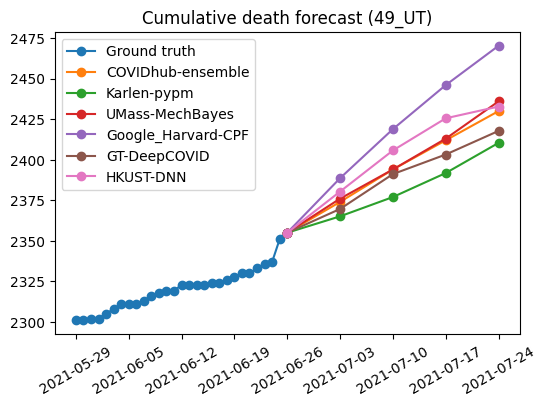 Cumulative death forecast (49_UT)
2475
2450
2425
2400
2375
2350
2325
2300
Ground truth
COVIDhub-ensemble
Karlen-pypm
UMass-MechBayes
Google_Harvard-CPF
GT-DeepCOVID
HKUST-DNN
2021-05-29
2021-06-05
2021-06-12
2021-06-19
2021-06-26
2021-07-03
2021-07-10
2021-07-17
2021-07-24